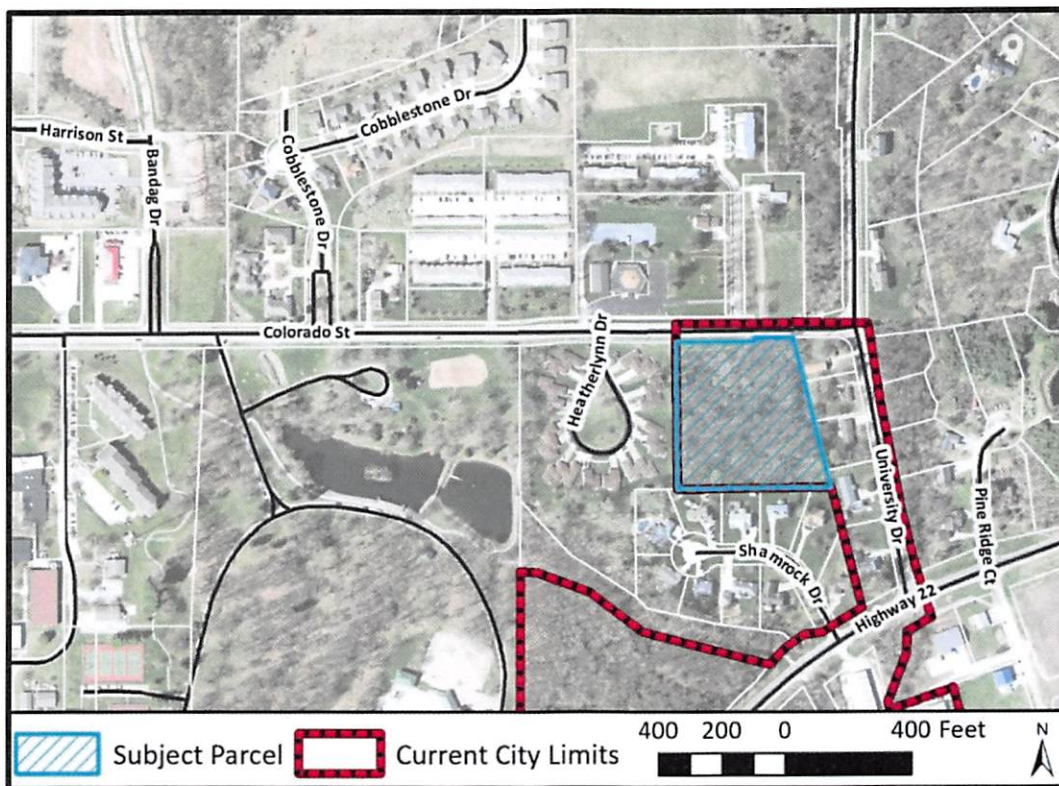 Cobblestone Dr
Harrison St
Bandag Dr
Cobblestone Dr
Colorado St
Heatherlynn Dr
University Dr
Pine Ridge Ct
Shamrock Dr
Highway 22
Subject Parcel
Current City Limits
400 200 0 400 Feet
N